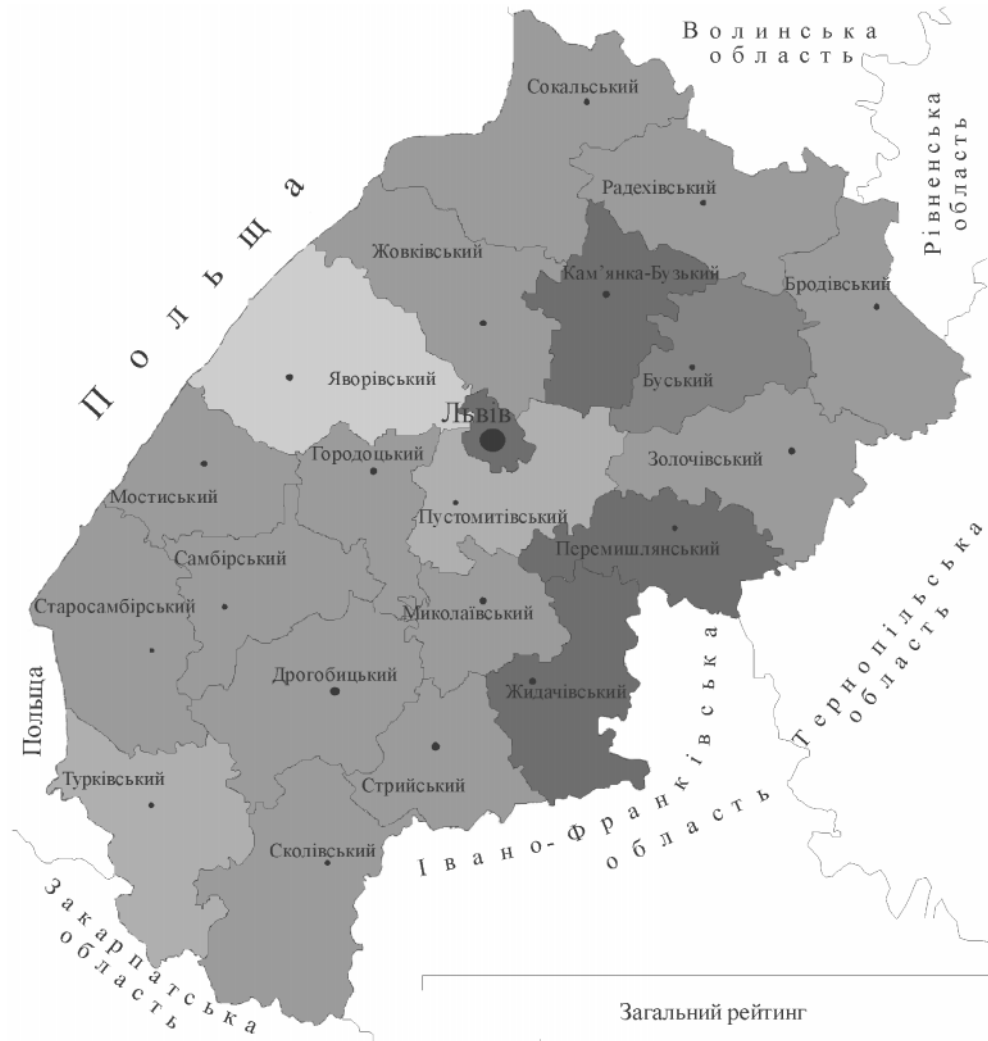 Волинська
область
Рівненська
область
Сокальський
Радехівський
Польща
Жовківський
Кам’янка-Бузький
Бродівський
Яворівський
Буський
Львів
Городоцький
Золочівський
Мостиський
Пустомитівський
Перемишлянський
Самбірський
Старосамбірський
Миколаївський
Тернопільська
область
Дрогобицький
Жидачівський
Польща
Турківський
Стрийський
Сколівський
Івано-Франківська
область
Закарпатська
область
Загальний рейтинг